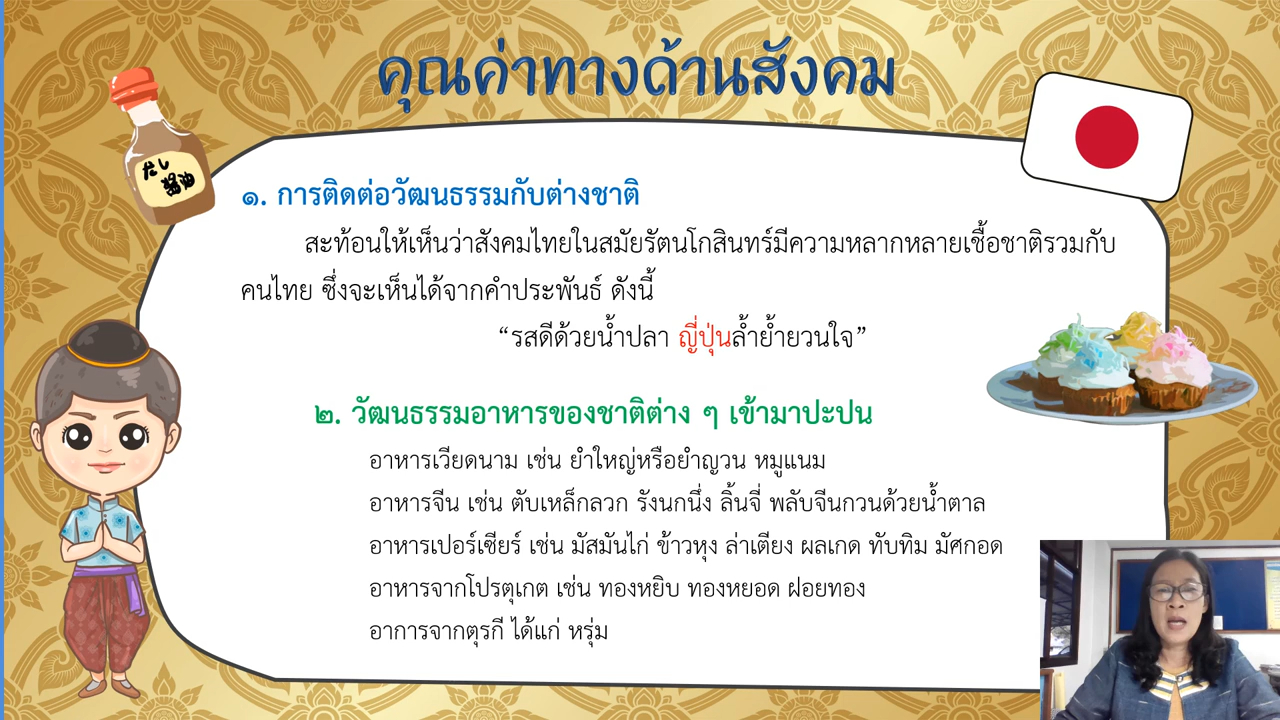 คุณค่าทางด้านสังคม
だし
醤油
๑. การติดต่อวัฒนธรรมกับต่างชาติ
สะท้อนให้เห็นว่าสังคมไทยในสมัยรัตนโกสินทร์มีความหลากหลายเชื้อชาติรวมกับ
คนไทย ซึ่งจะเห็นได้จากคำประพันธ์ ดังนี้
“รสดีด้วยน้ำปลา ญี่ปุ่นล้ำย้ำยวนใจ”
๒. วัฒนธรรมอาหารของชาติต่าง ๆ เข้ามาปะปน
อาหารเวียดนาม เช่น ยำใหญ่หรือยำญวน หมูแนม
อาหารจีน เช่น ตับเหล็กลวก รังนกนึ่ง ลิ้นจี่ พลับจีนกวนด้วยน้ำตาล
อาหารเปอร์เซียร์ เช่น มัสมันไก่ ข้าวหุง ล่าเตียง ผลเกด ทับทิม มัศกอด
อาหารจากโปรตุเกต เช่น ทองหยิบ ทองหยอด ฝอยทอง
อาการจากตุรกี ได้แก่ หรุ่ม